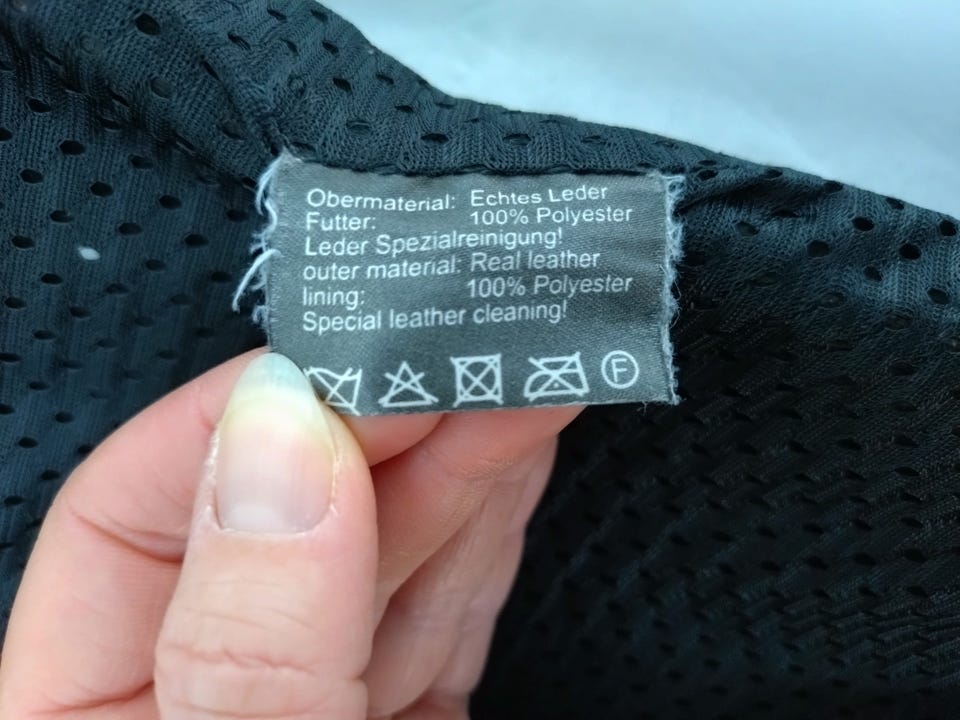 Obermaterial: Echtes Leder
Futter: 100% Polyester
Leder Spezialreinigung!
outer material: Real leather
lining: 100% Polyester
Special leather cleaning!
F